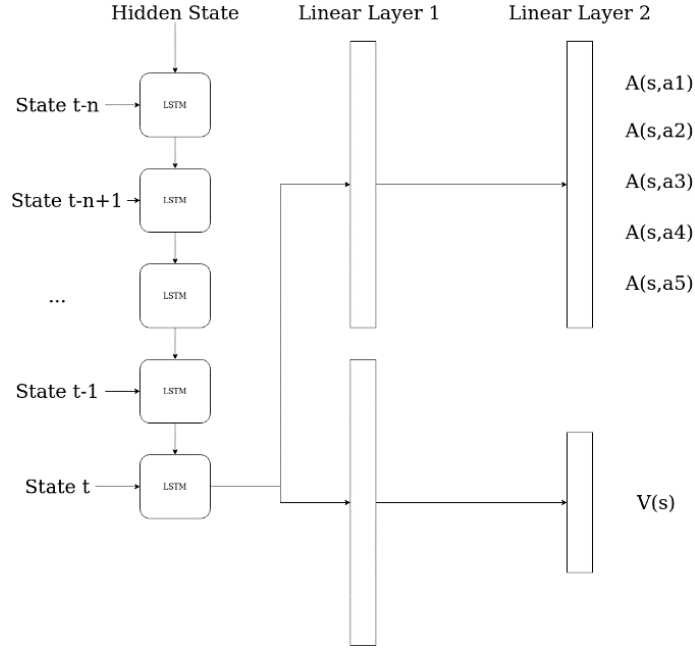 Hidden State
Linear Layer 1
Linear Layer 2
State t-n
LSTM
State t-n+1
LSTM
...
LSTM
State t-1
LSTM
State t
LSTM
A(s,a1)
A(s,a2)
A(s,a3)
A(s,a4)
A(s,a5)
V(s)